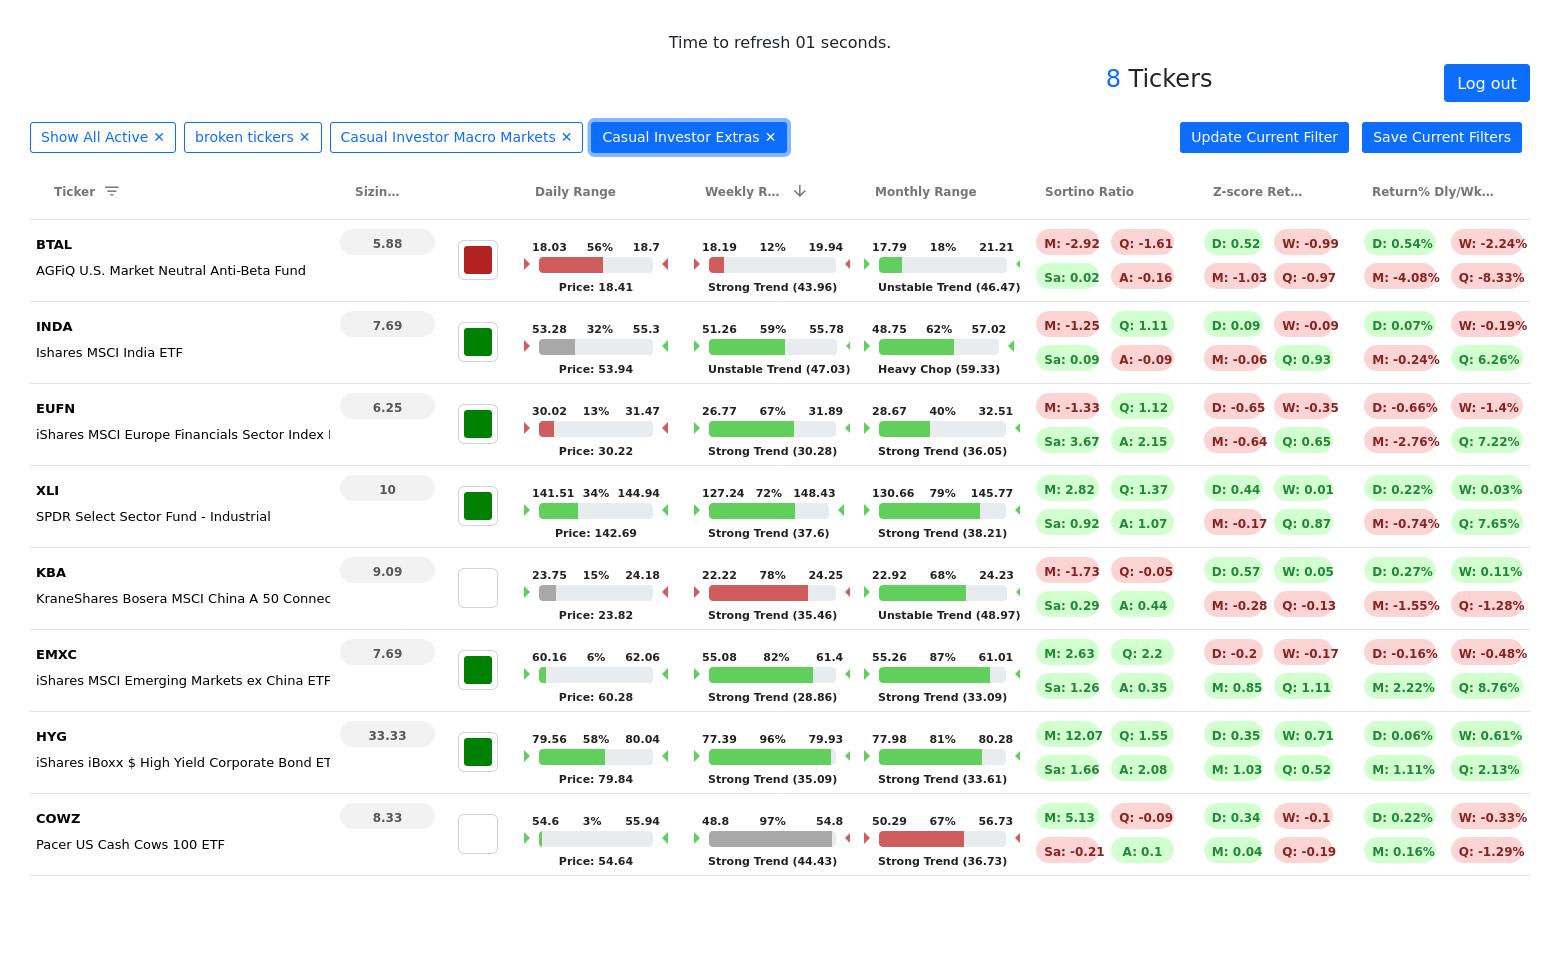 Time to refresh 01 seconds.
8 Tickers
Log out
Show All Active ✕ broken tickers ✕ Casual Investor Macro Markets ✕ Casual Investor Extras ✕ Update Current Filter Save Current Filters
Ticker Sizin... Daily Range Weekly R... Monthly Range Sortino Ratio Z-score Ret... Return% Dly/Wk...
BTAL 5.88 18.03 56% 18.7 18.19 12% 19.94 17.79 18% 21.21 M: -2.92 Q: -1.61 D: 0.52 W: -0.99 D: 0.54% W: -2.24%
AGFiQ U.S. Market Neutral Anti-Beta Fund Sa: 0.02 A: -0.16 M: -1.03 Q: -0.97 M: -4.08% Q: -8.33%
Price: 18.41 Strong Trend (43.96) Unstable Trend (46.47)
INDA 7.69 53.28 32% 55.3 51.26 59% 55.78 48.75 62% 57.02 M: -1.25 Q: 1.11 D: 0.09 W: -0.09 D: 0.07% W: -0.19%
Ishares MSCI India ETF Sa: 0.09 A: -0.09 M: -0.06 Q: 0.93 M: -0.24% Q: 6.26%
Price: 53.94 Unstable Trend (47.03) Heavy Chop (59.33)
EUFN 6.25 30.02 13% 31.47 26.77 67% 31.89 28.67 40% 32.51 M: -1.33 Q: 1.12 D: -0.65 W: -0.35 D: -0.66% W: -1.4%
iShares MSCI Europe Financials Sector Index Sa: 3.67 A: 2.15 M: -0.64 Q: 0.65 M: -2.76% Q: 7.22%
Price: 30.22 Strong Trend (30.28) Strong Trend (36.05)
XLI 10 141.51 34% 144.94 127.24 72% 148.43 130.66 79% 145.77 M: 2.82 Q: 1.37 D: 0.44 W: 0.01 D: 0.22% W: 0.03%
SPDR Select Sector Fund - Industrial Sa: 0.92 A: 1.07 M: -0.17 Q: 0.87 M: -0.74% Q: 7.65%
Price: 142.69 Strong Trend (37.6) Strong Trend (38.21)
KBA 9.09 23.75 15% 24.18 22.22 78% 24.25 22.92 68% 24.23 M: -1.73 Q: -0.05 D: 0.57 W: 0.05 D: 0.27% W: 0.11%
KraneShares Bosera MSCI China A 50 Connec Sa: 0.29 A: 0.44 M: -0.28 Q: -0.13 M: -1.55% Q: -1.28%
Price: 23.82 Strong Trend (35.46) Unstable Trend (48.97)
EMXC 7.69 60.16 6% 62.06 55.08 82% 61.4 55.26 87% 61.01 M: 2.63 Q: 2.2 D: -0.2 W: -0.17 D: -0.16% W: -0.48%
iShares MSCI Emerging Markets ex China ETF Sa: 1.26 A: 0.35 M: 0.85 Q: 1.11 M: 2.22% Q: 8.76%
Price: 60.28 Strong Trend (28.86) Strong Trend (33.09)
HYG 33.33 79.56 58% 80.04 77.39 96% 79.93 77.98 81% 80.28 M: 12.07 Q: 1.55 D: 0.35 W: 0.71 D: 0.06% W: 0.61%
iShares iBoxx $ High Yield Corporate Bond ET Sa: 1.66 A: 2.08 M: 1.03 Q: 0.52 M: 1.11% Q: 2.13%
Price: 79.84 Strong Trend (35.09) Strong Trend (33.61)
COWZ 8.33 54.6 3% 55.94 48.8 97% 54.8 50.29 67% 56.73 M: 5.13 Q: -0.09 D: 0.34 W: -0.1 D: 0.22% W: -0.33%
Pacer US Cash Cows 100 ETF Sa: -0.21 A: 0.1 M: 0.04 Q: -0.19 M: 0.16% Q: -1.29%
Price: 54.64 Strong Trend (44.43) Strong Trend (36.73)